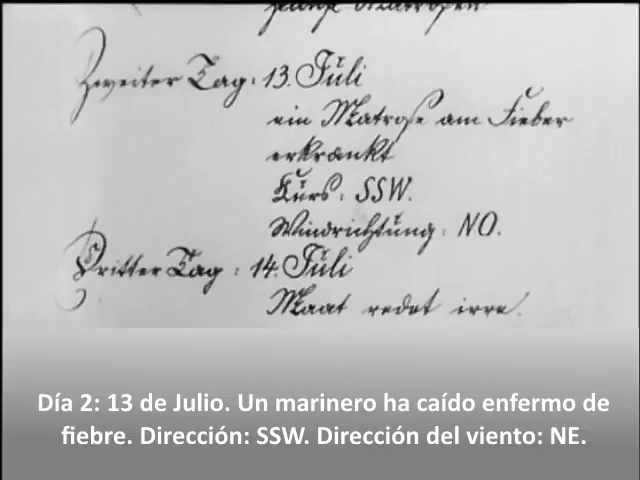 Matrosen
Zweiter Tag: 13. Juli
ein Matrose am Fieber
erkrankt
Kurs: SSW.
Windrichtung: NO.
Dritter Tag: 14. Juli
Maat redet irre.
Día 2: 13 de Julio. Un marinero ha caído enfermo de
fiebre. Dirección: SSW. Dirección del viento: NE.